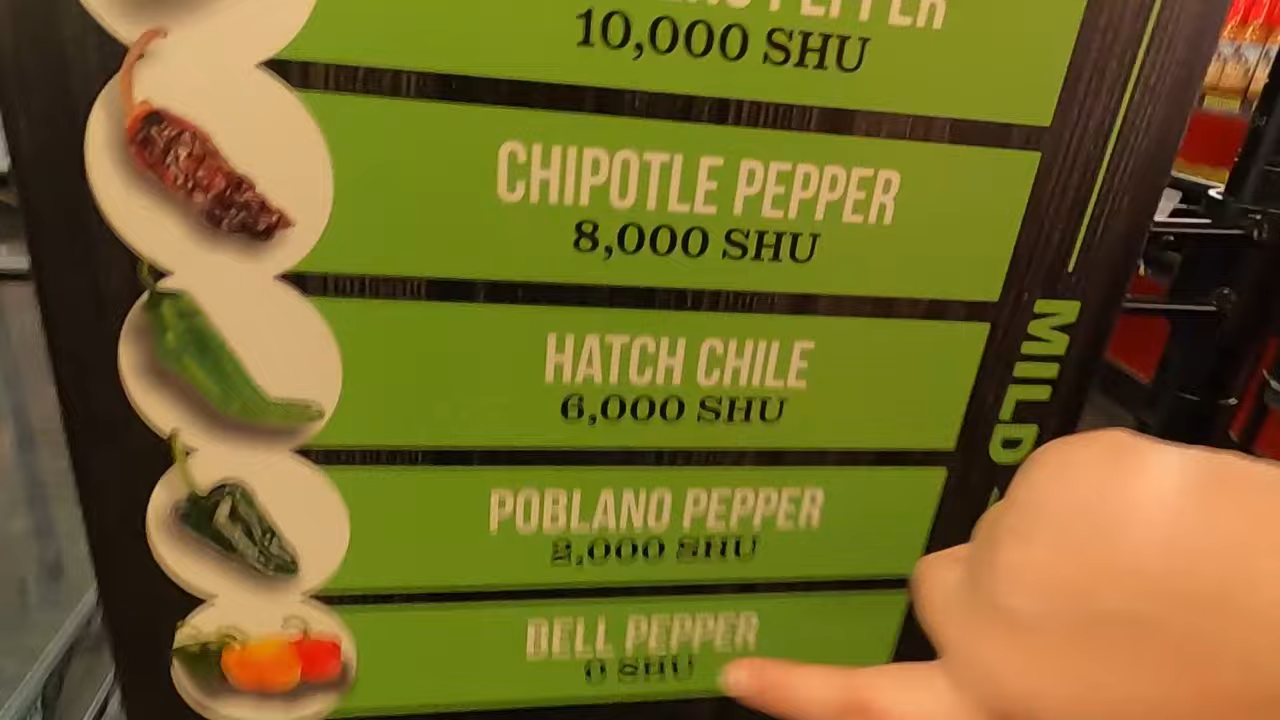 PEPPER
10,000 SHU
CHIPOTLE PEPPER
8,000 SHU
HATCH CHILE
6,000 SHU
POBLANO PEPPER
2,000 SHU
BELL PEPPER
0 SHU
MILD